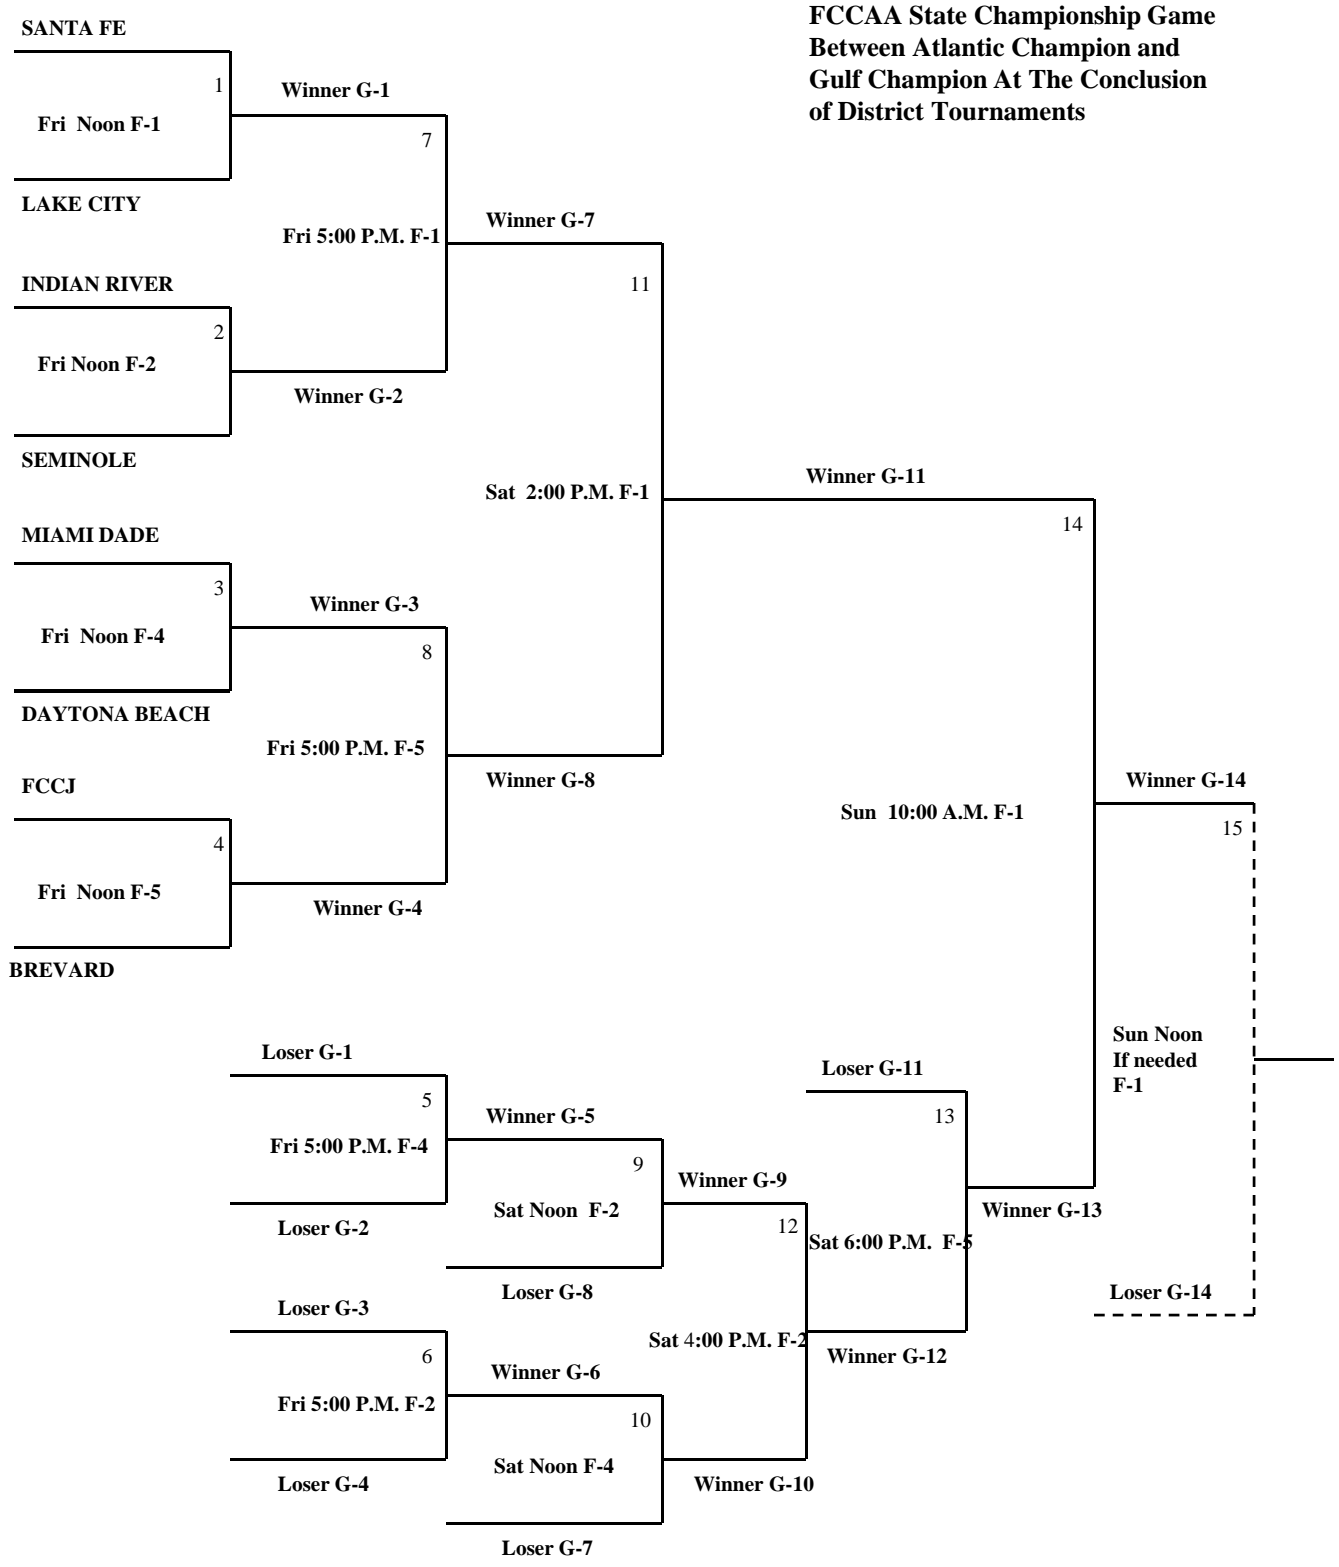 FCCAA State Championship Game
Between Atlantic Champion and
Gulf Champion At The Conclusion
of District Tournaments
SANTA FE
1
Winner G-1
Fri Noon F-1
7
LAKE CITY
Winner G-7
Fri 5:00 P.M. F-1
INDIAN RIVER
11
2
Fri Noon F-2
Winner G-2
SEMINOLE
Winner G-11
Sat 2:00 P.M. F-1
14
MIAMI DADE
3
Winner G-3
Fri Noon F-4
8
DAYTONA BEACH
Fri 5:00 P.M. F-5
FCCJ
Winner G-8
Winner G-14
Sun 10:00 A.M. F-1
15
4
Fri Noon F-5
Winner G-4
BREVARD
Sun Noon
If needed
F-1
Loser G-1
Loser G-11
5
Winner G-5
13
Fri 5:00 P.M. F-4
9
Winner G-9
Sat Noon F-2
Winner G-13
Loser G-2
12
Sat 6:00 P.M. F-5
Loser G-8
Loser G-14
Loser G-3
Sat 4:00 P.M. F-2
6
Winner G-12
Winner G-6
Fri 5:00 P.M. F-2
10
Sat Noon F-4
Loser G-4
Winner G-10
Loser G-7